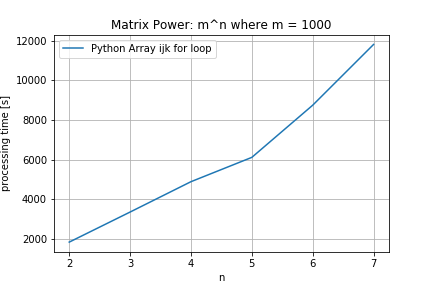 Matrix Power: m^n where m = 1000
Python Array ijk for loop
processing time [s]
12000
10000
8000
6000
4000
2000
2 3 4 5 6 7
n